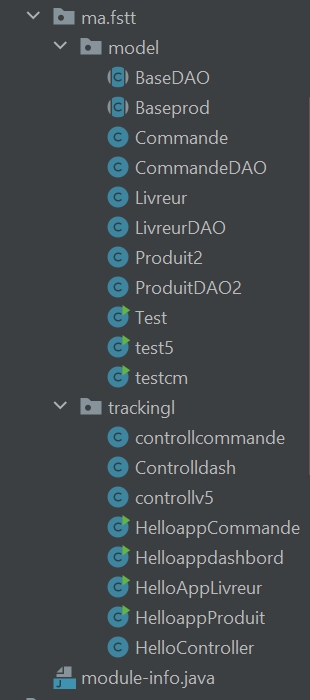 ma.fstt
model
BaseDAO
Baseprod
Commande
CommandeDAO
Livreur
LivreurDAO
Produit2
ProduitDAO2
Test
test5
testcm
trackingl
controllcommande
Controlldash
controllv5
HelloappCommande
Helloappdashbord
HelloAppLivreur
HelloappProduit
HelloController
module-info.java